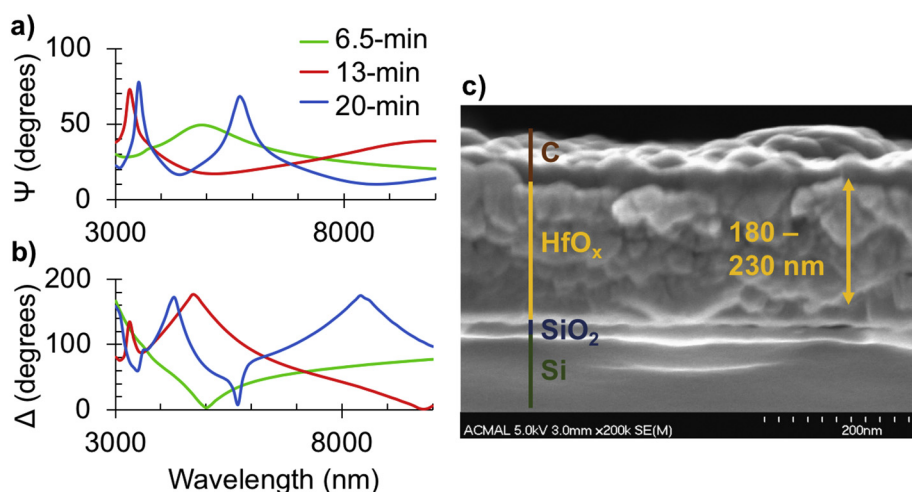 a)
100
50
0
Ψ (degrees)
6.5-min
13-min
20-min
3000
8000
b)
200
100
0
Δ (degrees)
3000
8000
Wavelength (nm)
c)
C
HfOx
180 –
230 nm
SiO2
Si
ACMAL 5.0kV 3.0mm x200k SE(M)
200nm